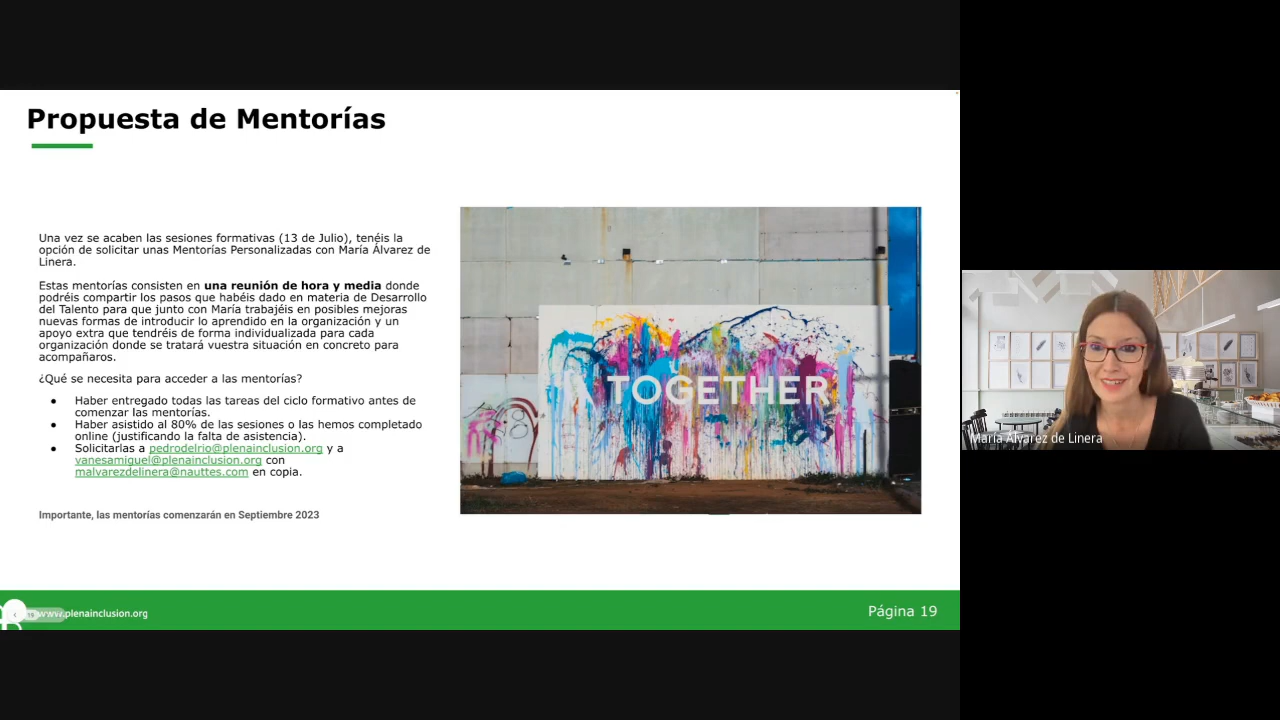 Propuesta de Mentorías
Una vez se acaben las sesiones formativas (13 de Julio), tenéis la
opción de solicitar unas Mentorías Personalizadas con María Álvarez de
Linera.
Estas mentorías consisten en una reunión de hora y media donde
podréis compartir los pasos que habéis dado en materia de Desarrollo
del Talento para que junto con María trabajéis en posibles mejoras
nuevas formas de introducir lo aprendido en la organización y un
apoyo extra que tendréis de forma individualizada para cada
organización donde se tratará vuestra situación en concreto para
acompañaros.
¿Qué se necesita para acceder a las mentorías?
● Haber entregado todas las tareas del ciclo formativo antes de
comenzar las mentorías.
● Haber asistido al 80% de las sesiones o las hemos completado
online (justificando la falta de asistencia).
● Solicitarlas a pedrodelrio@plenainclusion.org y a
vanesamiguel@plenainclusion.org con
malvarezdelinera@nauttes.com en copia.
Importante, las mentorías comenzarán en Septiembre 2023
TOGETHER
María Álvarez de Linera
www.plenainclusion.org
Página 19